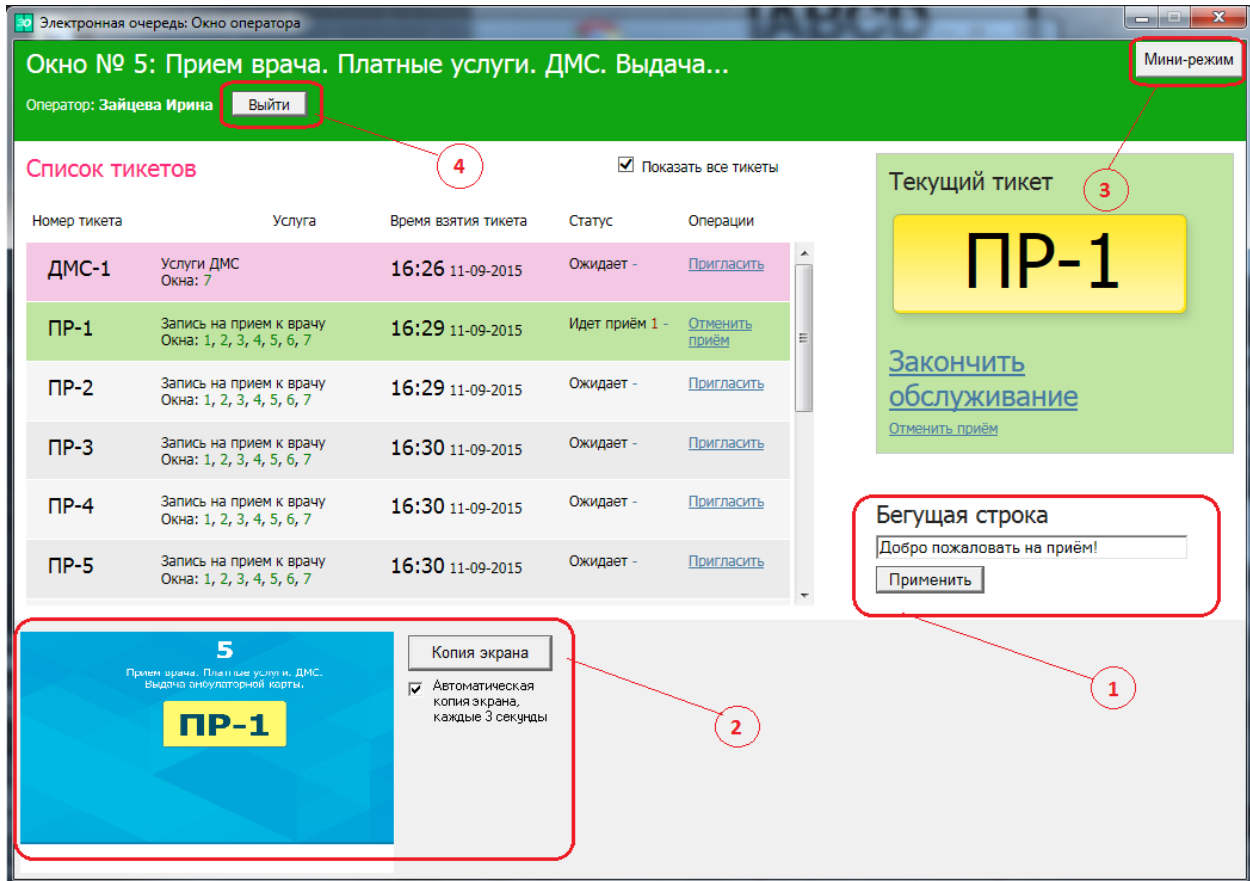 ЭО Электронная очередь: Окно оператора
Окно № 5: Прием врача. Платные услуги. ДМС. Выдача...
Мини-режим
Оператор: Зайцева Ирина Выйти
4
3
Список тикетов
Показать все тикеты
Номер тикета Услуга Время взятия тикета Статус Операции
ДМС-1 Услуги ДМС 16:26 11-09-2015 Ожидает - Пригласить
Окна: 7
ПР-1 Запись на прием к врачу 16:29 11-09-2015 Идет приём 1 - Отменить
Окна: 1, 2, 3, 4, 5, 6, 7 приём
ПР-2 Запись на прием к врачу 16:29 11-09-2015 Ожидает - Пригласить
Окна: 1, 2, 3, 4, 5, 6, 7
ПР-3 Запись на прием к врачу 16:30 11-09-2015 Ожидает - Пригласить
Окна: 1, 2, 3, 4, 5, 6, 7
ПР-4 Запись на прием к врачу 16:30 11-09-2015 Ожидает - Пригласить
Окна: 1, 2, 3, 4, 5, 6, 7
ПР-5 Запись на прием к врачу 16:30 11-09-2015 Ожидает - Пригласить
Окна: 1, 2, 3, 4, 5, 6, 7
Текущий тикет
ПР-1
Закончить
обслуживание
Отменить приём
Бегущая строка
Добро пожаловать на приём!
Применить
1
5
Прием врача. Платные услуги. ДМС.
Выдача амбулаторной карты.
ПР-1
Копия экрана
Автоматическая
копия экрана,
каждые 3 секунды
2